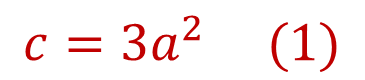 c = 3a² (1)